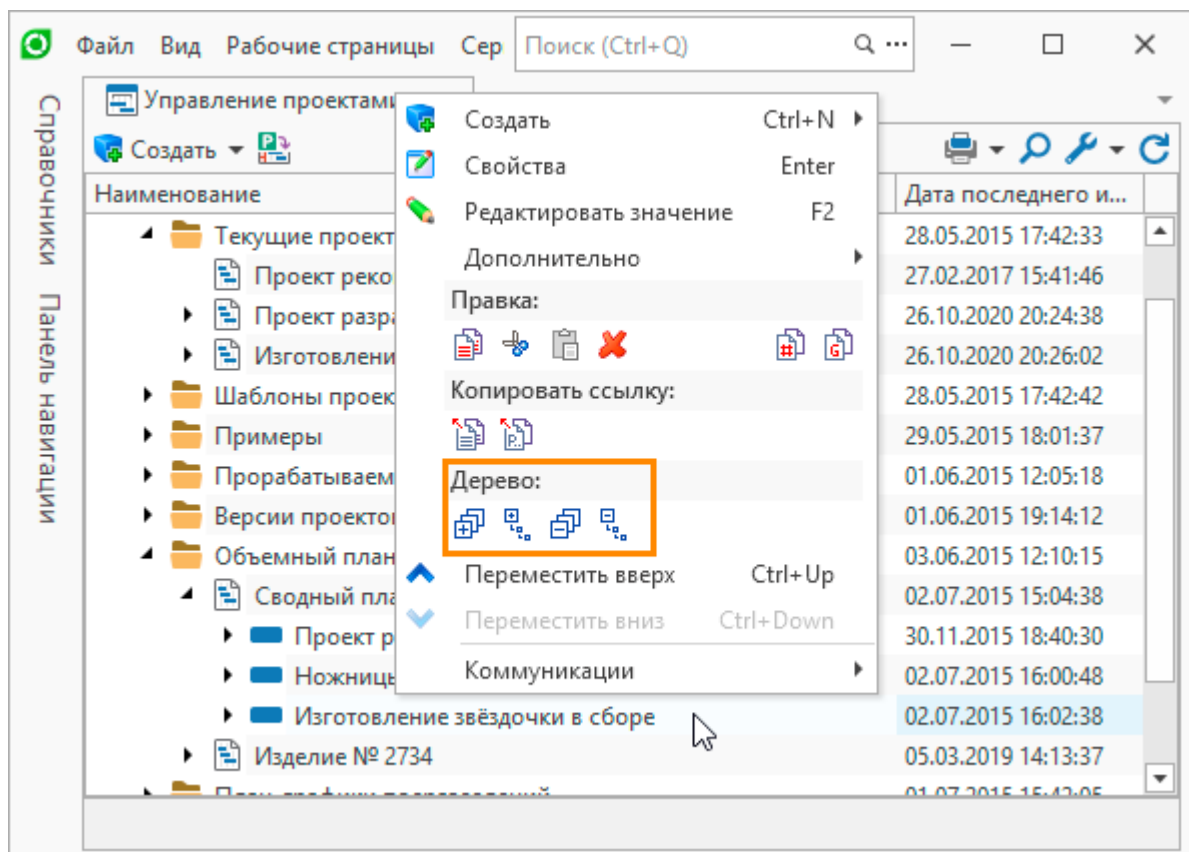 Файл Вид Рабочие страницы Сер Поиск (Ctrl+Q)
Справочники
Панель навигации
Управление проектами
Создать
Наименование
Дата последнего и...
Текущие проект 28.05.2015 17:42:33
Проект реко 27.02.2017 15:41:46
Проект разра 26.10.2020 20:24:38
Изготовлени 26.10.2020 20:26:02
Шаблоны проек 28.05.2015 17:42:42
Примеры 29.05.2015 18:01:37
Прорабатываем 01.06.2015 12:05:18
Версии проекто 01.06.2015 19:14:12
Объемный план 03.06.2015 12:10:15
Сводный пла 02.07.2015 15:04:38
Проект р 30.11.2015 18:40:30
Ножницы 02.07.2015 16:00:48
Изготовление звёздочки в сборе 02.07.2015 16:02:38
Изделие № 2734 05.03.2019 14:13:37
Создать Ctrl+N
Свойства Enter
Редактировать значение F2
Дополнительно
Правка:
Копировать ссылку:
Дерево:
Переместить вверх Ctrl+Up
Переместить вниз Ctrl+Down
Коммуникации